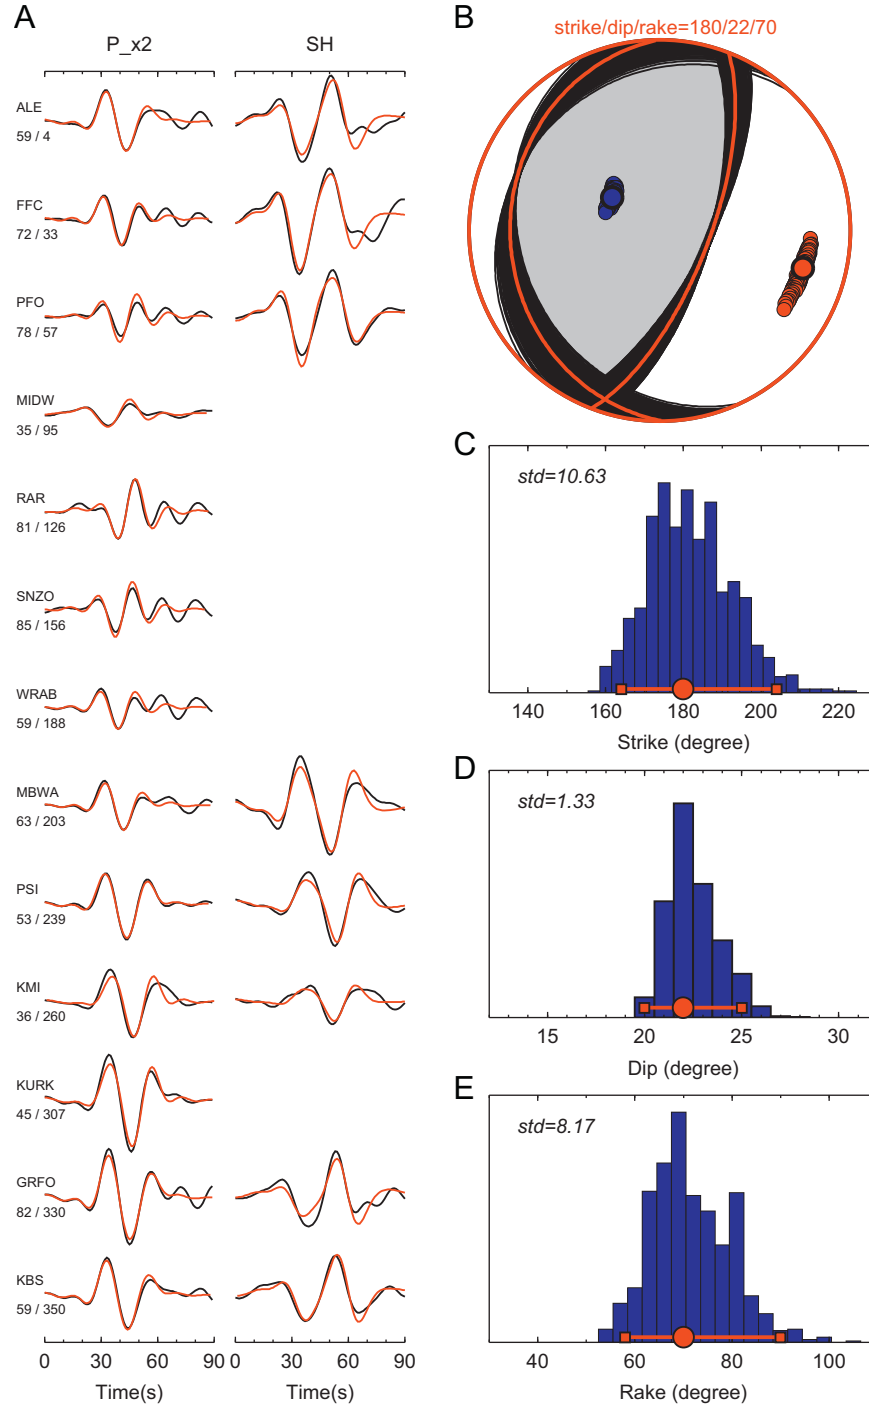 A
P_x2
SH
ALE
59 / 4
FFC
72 / 33
PFO
78 / 57
MIDW
35 / 95
RAR
81 / 126
SNZO
85 / 156
WRAB
59 / 188
MBWA
63 / 203
PSI
53 / 239
KMI
36 / 260
KURK
45 / 307
GRFO
82 / 330
KBS
59 / 350
0 30 60 90
Time(s)
0 30 60 90
Time(s)
B
strike/dip/rake=180/22/70
C
std=10.63
140 160 180 200 220
Strike (degree)
D
std=1.33
15 20 25 30
Dip (degree)
E
std=8.17
40 60 80 100
Rake (degree)